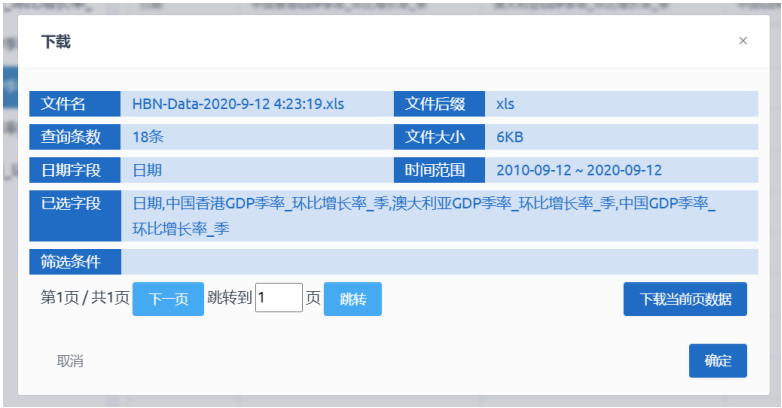 下载
×
文件名 HBN-Data-2020-9-12 4:23:19.xls 文件后缀 xls
查询条数 18条 文件大小 6KB
日期字段 日期 时间范围 2010-09-12 ~ 2020-09-12
已选字段 日期,中国香港GDP季率_环比增长率_季,澳大利亚GDP季率_环比增长率_季,中国GDP季率_
环比增长率_季
筛选条件
第1页 / 共1页 下一页 跳转到 1 页 跳转 下载当前页数据
取消 确定